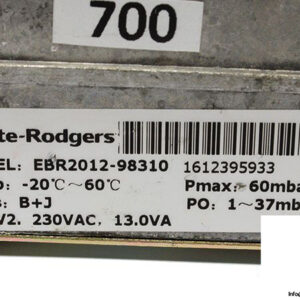 700
te-Rodgers
EL: EBR2012-98310 1612395933
: -20℃~60℃ Pmax: 60mba
: B+J PO: 1~37mb
V2. 230VAC, 13.0VA